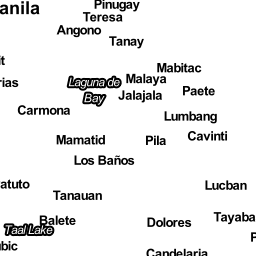 anila
Pinugay
Teresa
Angono
Tanay
it
Mabitac
rias
Laguna de
Bay
Malaya
Jalajala
Paete
Carmona
Lumbang
Mamatid
Pila
Cavinti
Los Baños
atuto
Lucban
Tanauan
Balete
Taal Lake
Dolores
Tayaba
ubic
Candelaria